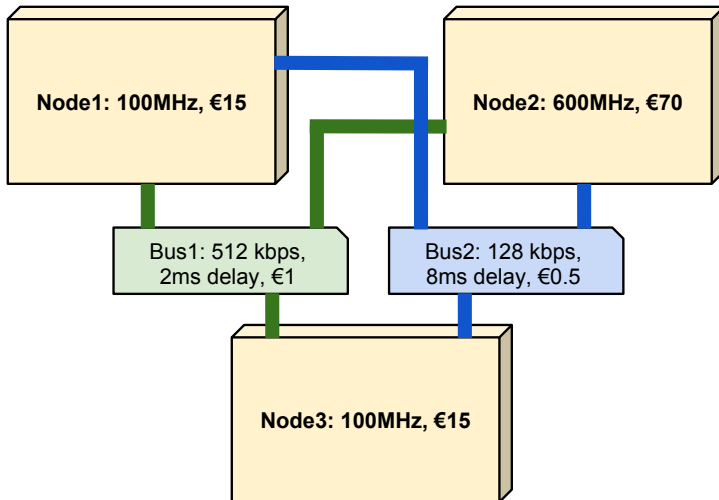 Node1: 100MHz, €15
Node2: 600MHz, €70
Bus1: 512 kbps,
2ms delay, €1
Bus2: 128 kbps,
8ms delay, €0.5
Node3: 100MHz, €15